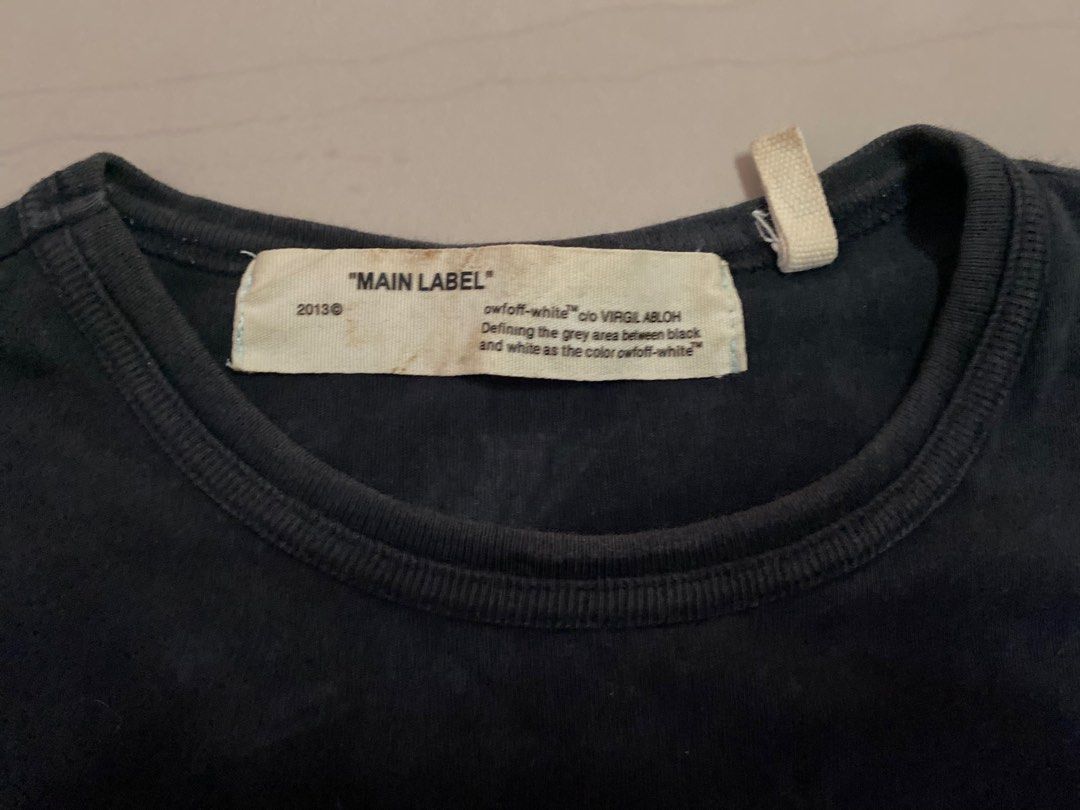 "MAIN LABEL"
2013© owfoff-white™ c/o VIRGIL ABLOH
Defining the grey area between black
and white as the color owfoff-white™